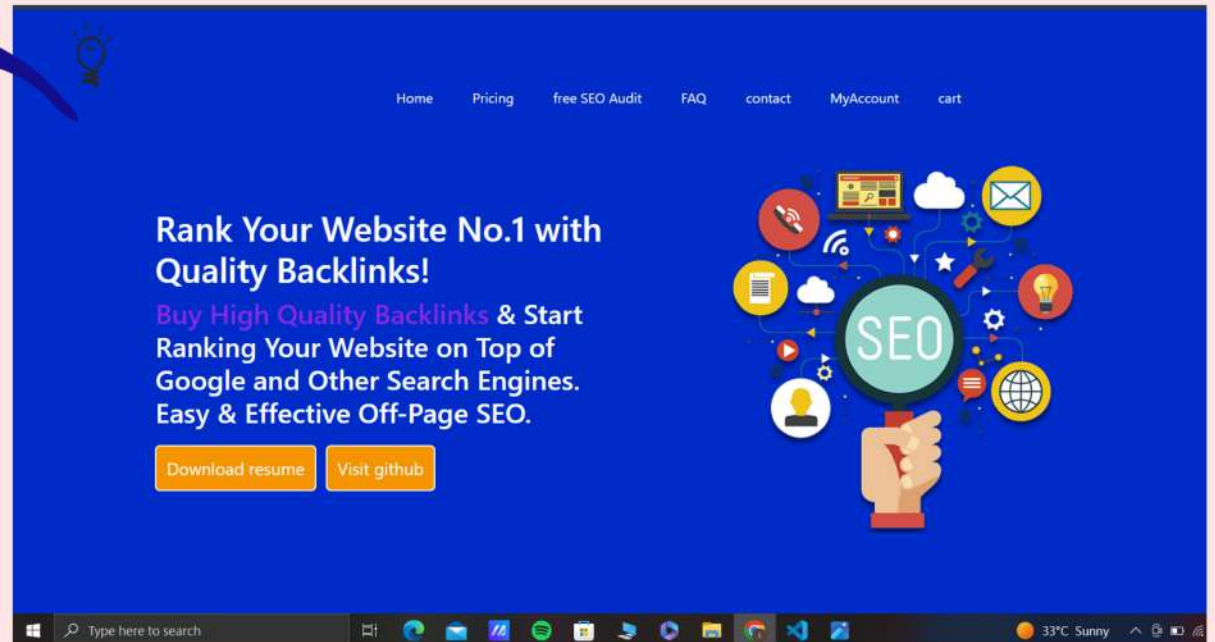 Home Pricing free SEO Audit FAQ contact MyAccount cart
Rank Your Website No.1 with
Quality Backlinks!
Buy High Quality Backlinks & Start
Ranking Your Website on Top of
Google and Other Search Engines.
Easy & Effective Off-Page SEO.
Download resume Visit github
SEO
Type here to search 33°C Sunny